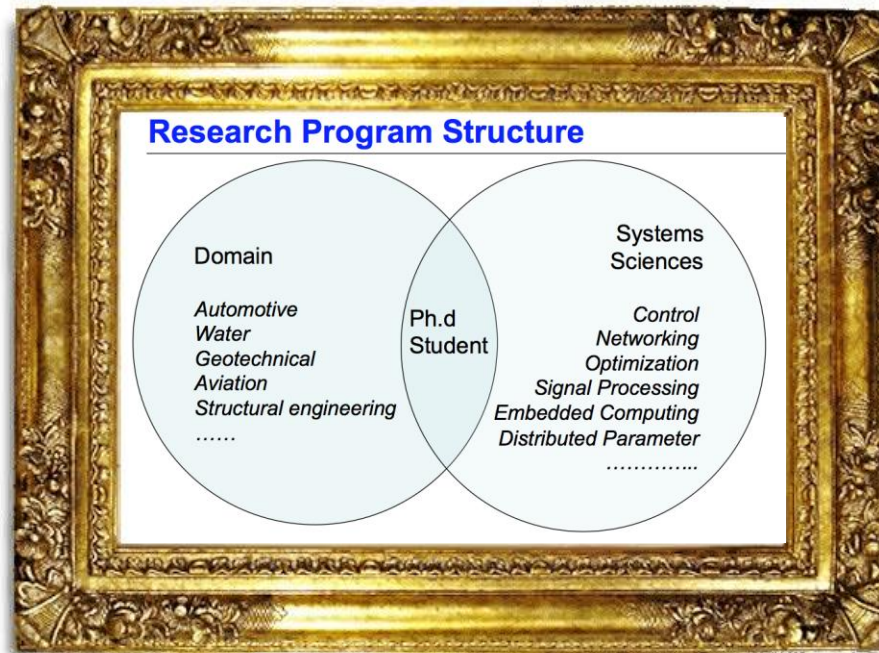 Research Program Structure
Domain
Automotive
Water
Geotechnical
Aviation
Structural engineering
……
Ph.d
Student
Systems
Sciences
Control
Networking
Optimization
Signal Processing
Embedded Computing
Distributed Parameter
…………..